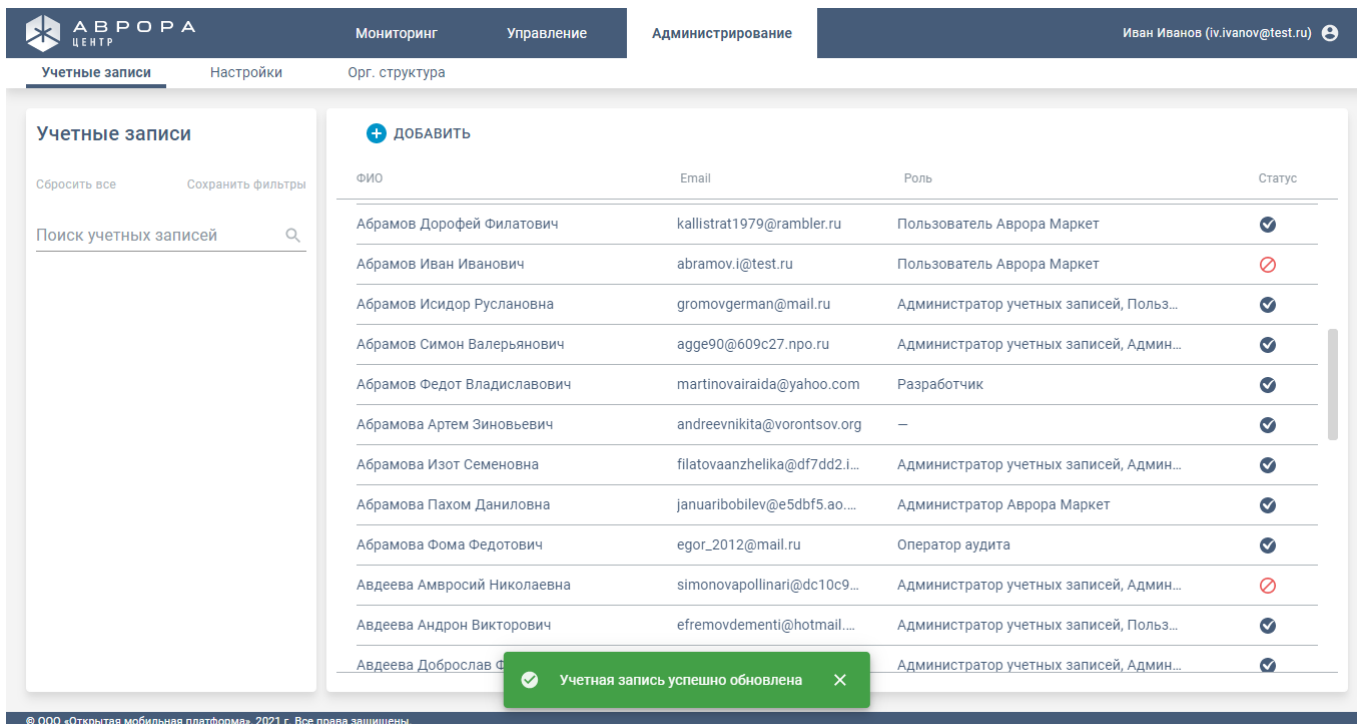 АВРОРА
ЦЕНТР
Мониторинг Управление Администрирование Иван Иванов (iv.ivanov@test.ru)
Учетные записи Настройки Орг. структура
Учетные записи
Сбросить все Сохранить фильтры
Поиск учетных записей
ДОБАВИТЬ
ФИО Email Роль Статус
Абрамов Дорофей Филатович kallistrat1979@rambler.ru Пользователь Аврора Маркет
Абрамов Иван Иванович abramov.i@test.ru Пользователь Аврора Маркет
Абрамов Исидор Руслановна gromovgerman@mail.ru Администратор учетных записей, Польз...
Абрамов Симон Валерьянович agge90@609c27.npo.ru Администратор учетных записей, Админ...
Абрамов Федот Владиславович martinovairaida@yahoo.com Разработчик
Абрамова Артем Зиновьевич andreevnikita@vorontsov.org —
Абрамова Изот Семеновна filatovaanzhelika@df7dd2.i... Администратор учетных записей, Админ...
Абрамова Пахом Даниловна januaribobilev@e5dbf5.ao.... Администратор Аврора Маркет
Абрамова Фома Федотович egor_2012@mail.ru Оператор аудита
Авдеева Амвросий Николаевна simonovapollinari@dc10c9... Администратор учетных записей, Админ...
Авдеева Андрон Викторович efremovdementi@hotmail.... Администратор учетных записей, Польз...
Авдеева Доброслав Администратор учетных записей, Админ...
Учетная запись успешно обновлена
© ООО «Открытая мобильная платформа», 2021 г. Все права защищены.